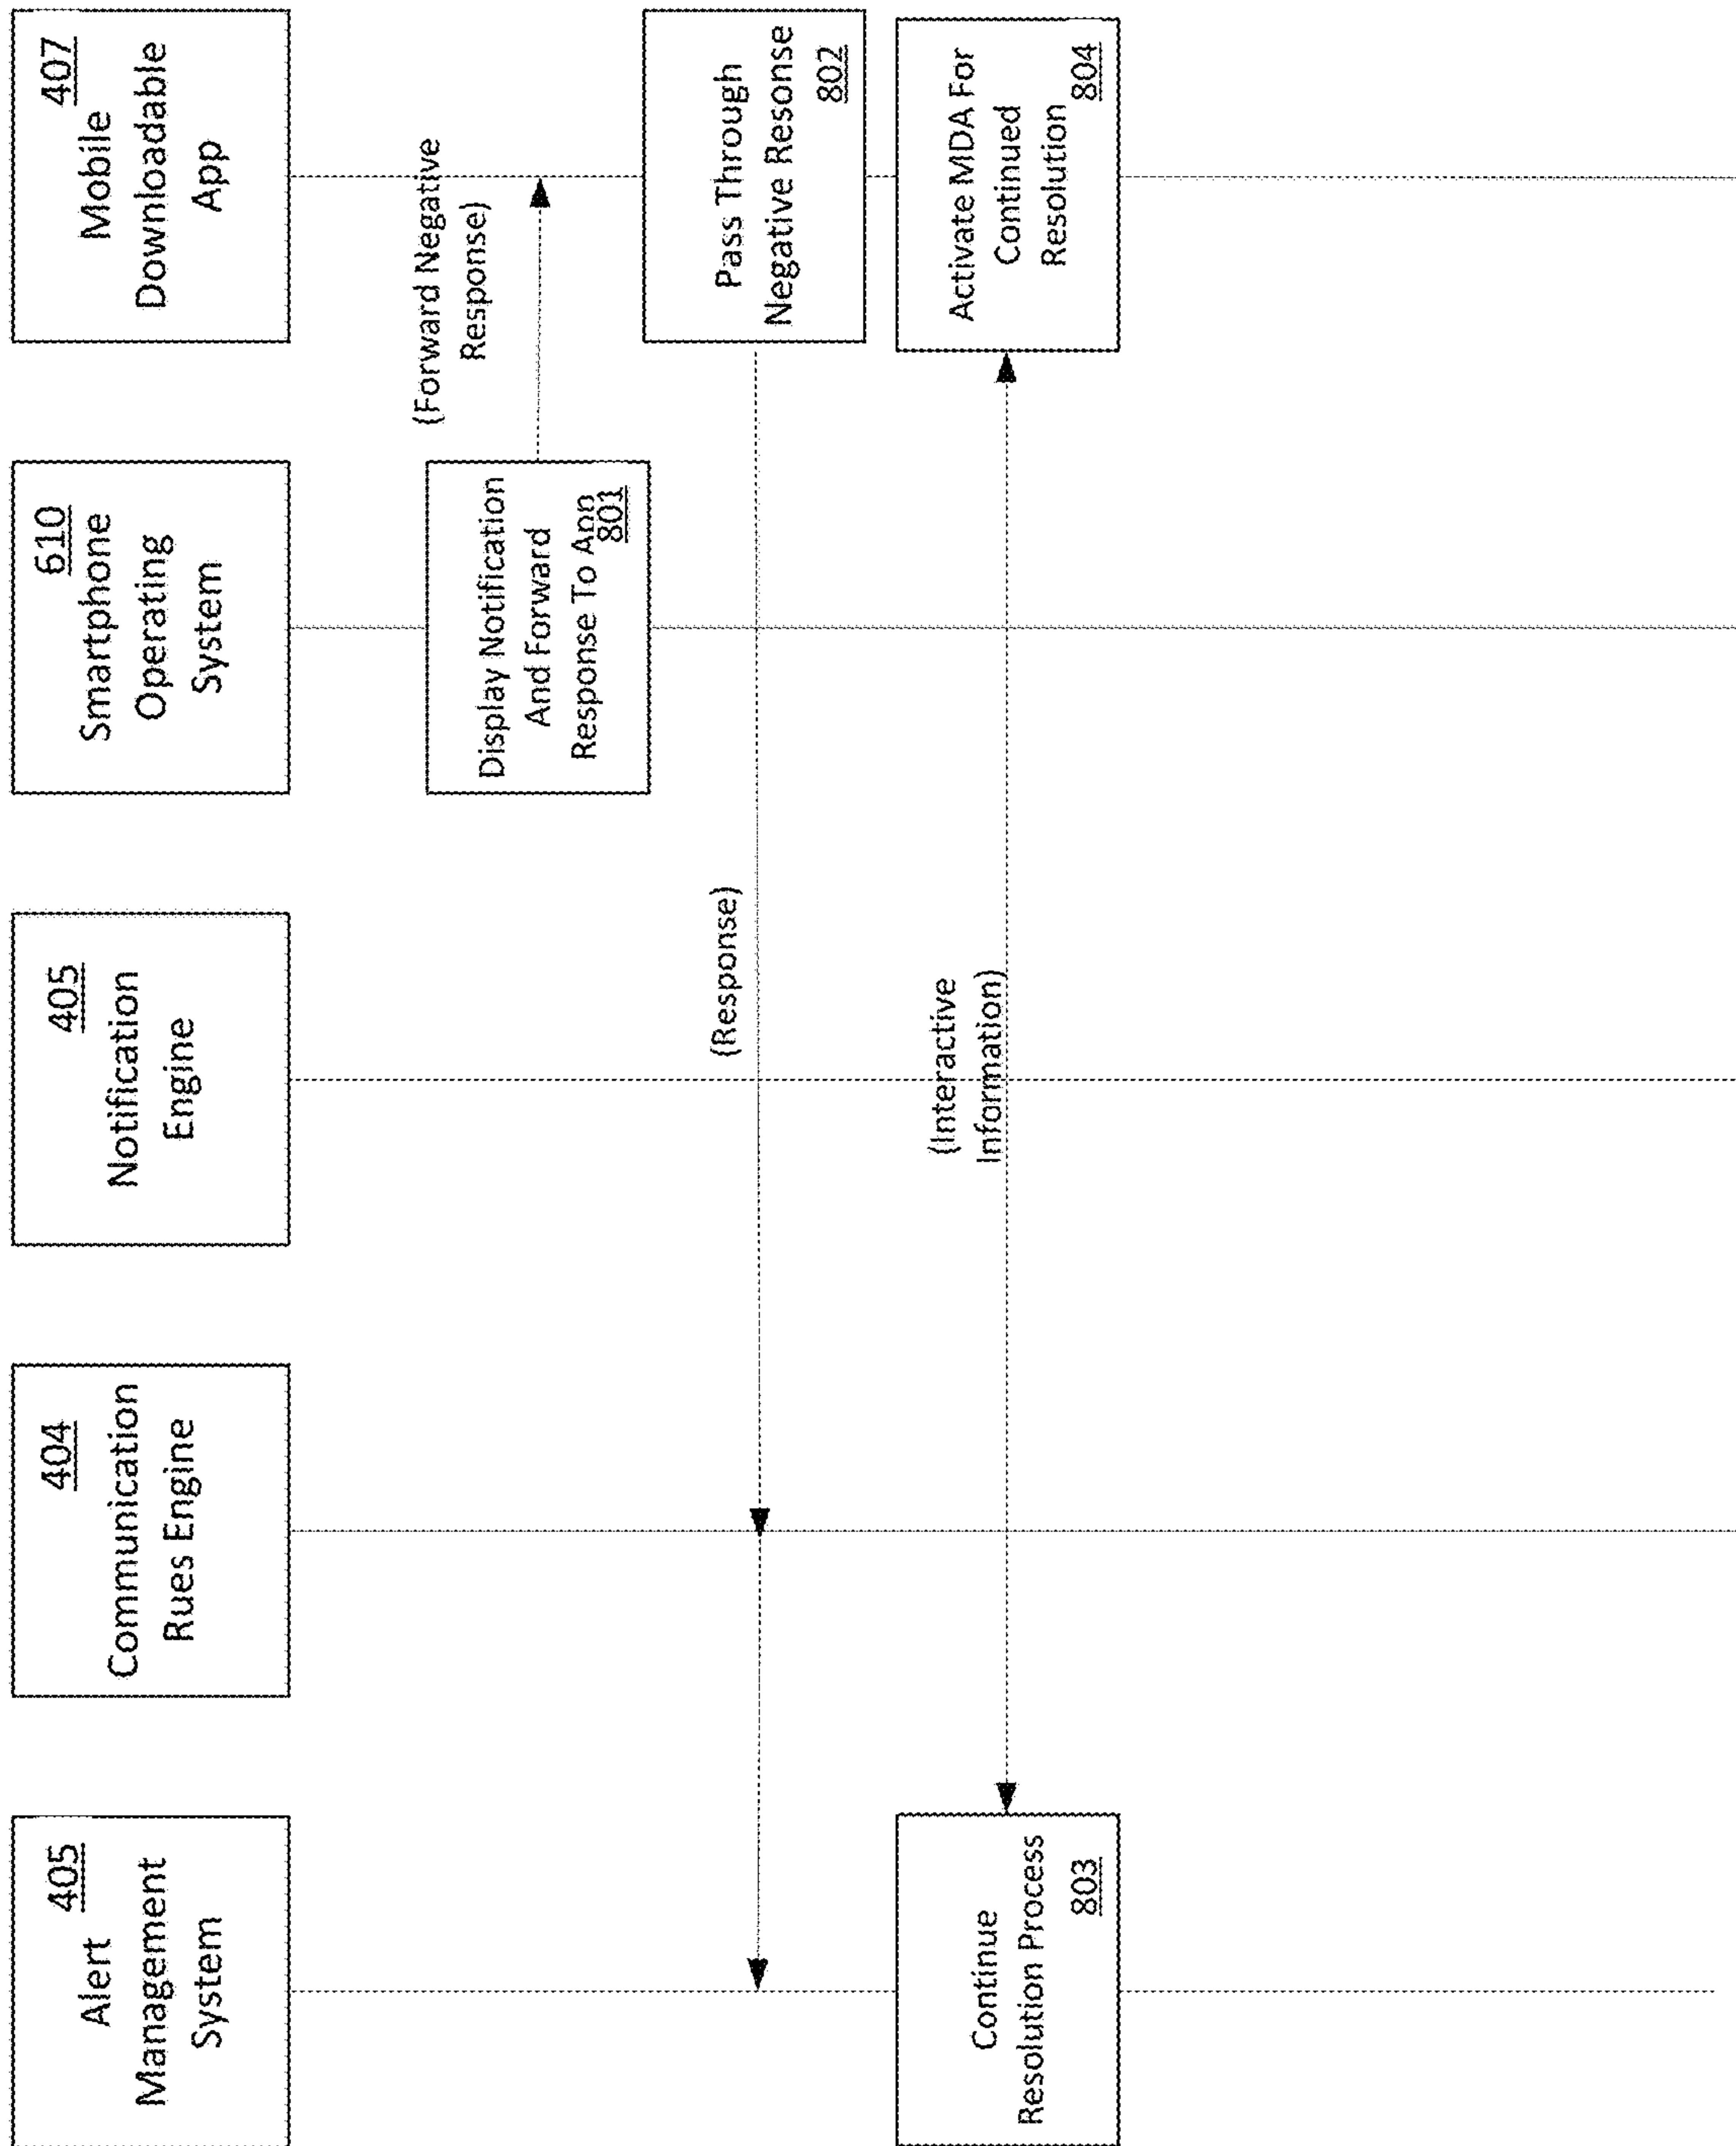 405
Alert
Management
System
404
Communication
Rues Engine
405
Notification
Engine
610
Smartphone
Operating
System
407
Mobile
Downloadable
App
Display Notification
And Forward
Response To App
801
(Forward Negative
Response)
Pass Through
Negative Resonse
802
(Response)
Continue
Resolution Process
803
(Interactive
Information)
Activate MDA For
Continued
Resolution
804